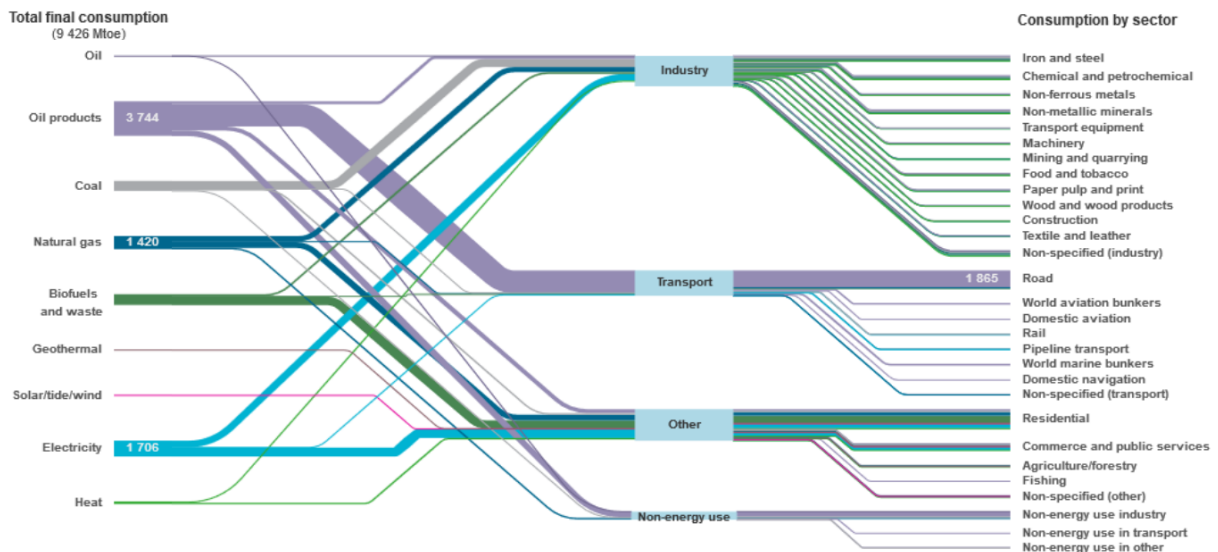 Total final consumption
(9 426 Mtoe)
Oil
Oil products
3 744
Coal
Natural gas
1 420
Biofuels
and waste
Geothermal
Solar/tide/wind
Electricity
1 706
Heat
Industry
Transport
Other
Non-energy use
Consumption by sector
Iron and steel
Chemical and petrochemical
Non-ferrous metals
Non-metallic minerals
Transport equipment
Machinery
Mining and quarrying
Food and tobacco
Paper pulp and print
Wood and wood products
Construction
Textile and leather
Non-specified (industry)
1 865
Road
World aviation bunkers
Domestic aviation
Rail
Pipeline transport
World marine bunkers
Domestic navigation
Non-specified (transport)
Residential
Commerce and public services
Agriculture/forestry
Fishing
Non-specified (other)
Non-energy use industry
Non-energy use in transport
Non-energy use in other